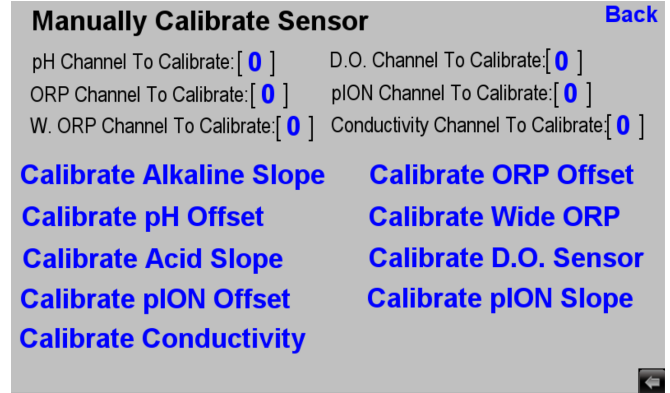 Manually Calibrate Sensor
Back
pH Channel To Calibrate:[ 0 ]
D.O. Channel To Calibrate:[ 0 ]
ORP Channel To Calibrate:[ 0 ]
pION Channel To Calibrate:[ 0 ]
W. ORP Channel To Calibrate:[ 0 ]
Conductivity Channel To Calibrate:[ 0 ]
Calibrate Alkaline Slope
Calibrate ORP Offset
Calibrate pH Offset
Calibrate Wide ORP
Calibrate Acid Slope
Calibrate D.O. Sensor
Calibrate pION Offset
Calibrate pION Slope
Calibrate Conductivity